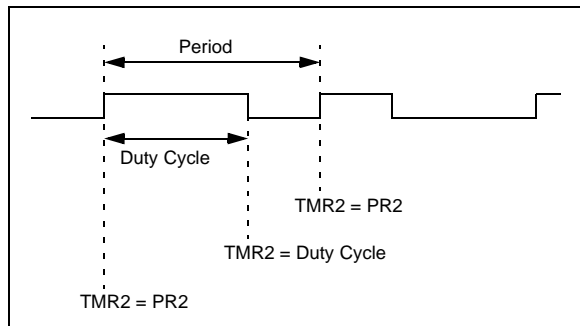 Period
Duty Cycle
TMR2 = PR2
TMR2 = Duty Cycle
TMR2 = PR2